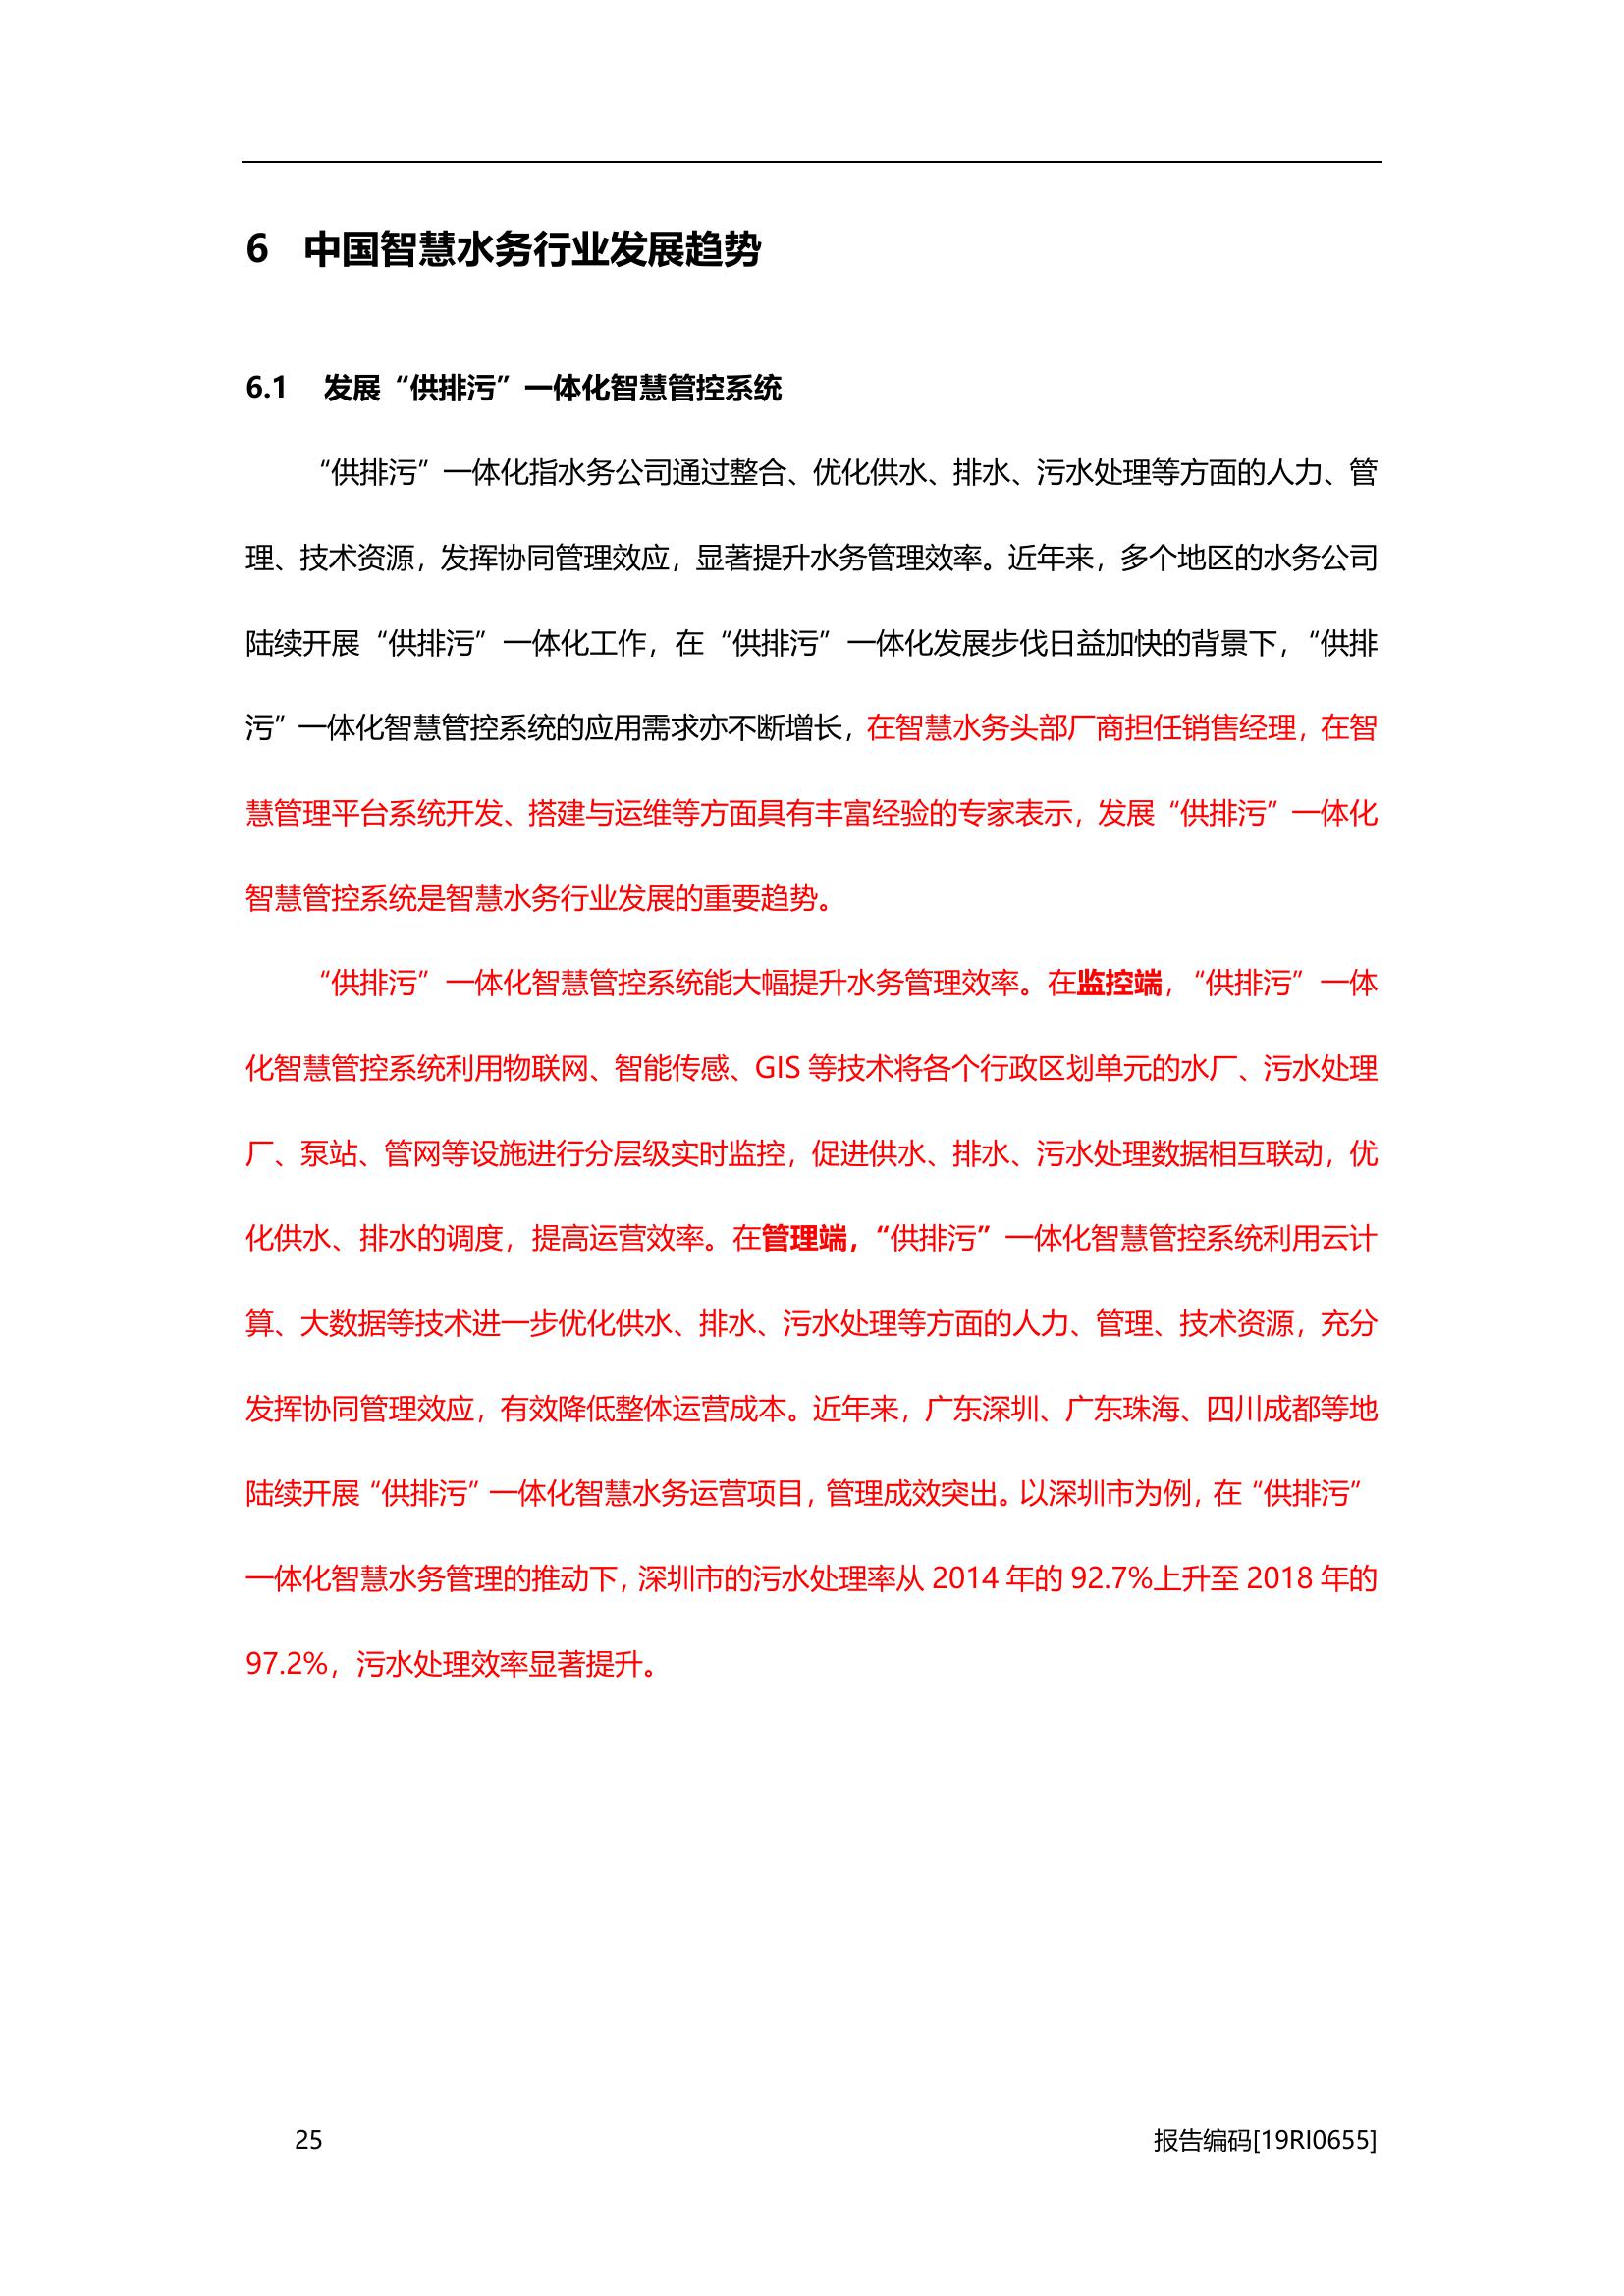 6 中国智慧水务行业发展趋势
6.1 发展“供排污”一体化智慧管控系统
“供排污”一体化指水务公司通过整合、优化供水、排水、污水处理等方面的人力、管
理、技术资源，发挥协同管理效应，显著提升水务管理效率。近年来，多个地区的水务公司
陆续开展“供排污”一体化工作，在“供排污”一体化发展步伐日益加快的背景下，“供排
污”一体化智慧管控系统的应用需求亦不断增长，在智慧水务头部厂商担任销售经理，在智
慧管理平台系统开发、搭建与运维等方面具有丰富经验的专家表示，发展“供排污”一体化
智慧管控系统是智慧水务行业发展的重要趋势。
“供排污”一体化智慧管控系统能大幅提升水务管理效率。在监控端，“供排污”一体
化智慧管控系统利用物联网、智能传感、GIS 等技术将各个行政区划单元的水厂、污水处理
厂、泵站、管网等设施进行分层级实时监控，促进供水、排水、污水处理数据相互联动，优
化供水、排水的调度，提高运营效率。在管理端，“供排污”一体化智慧管控系统利用云计
算、大数据等技术进一步优化供水、排水、污水处理等方面的人力、管理、技术资源，充分
发挥协同管理效应，有效降低整体运营成本。近年来，广东深圳、广东珠海、四川成都等地
陆续开展“供排污”一体化智慧水务运营项目，管理成效突出。以深圳市为例，在“供排污”
一体化智慧水务管理的推动下，深圳市的污水处理率从 2014 年的 92.7%上升至 2018 年的
97.2%，污水处理效率显著提升。
25 报告编码[19RI0655]